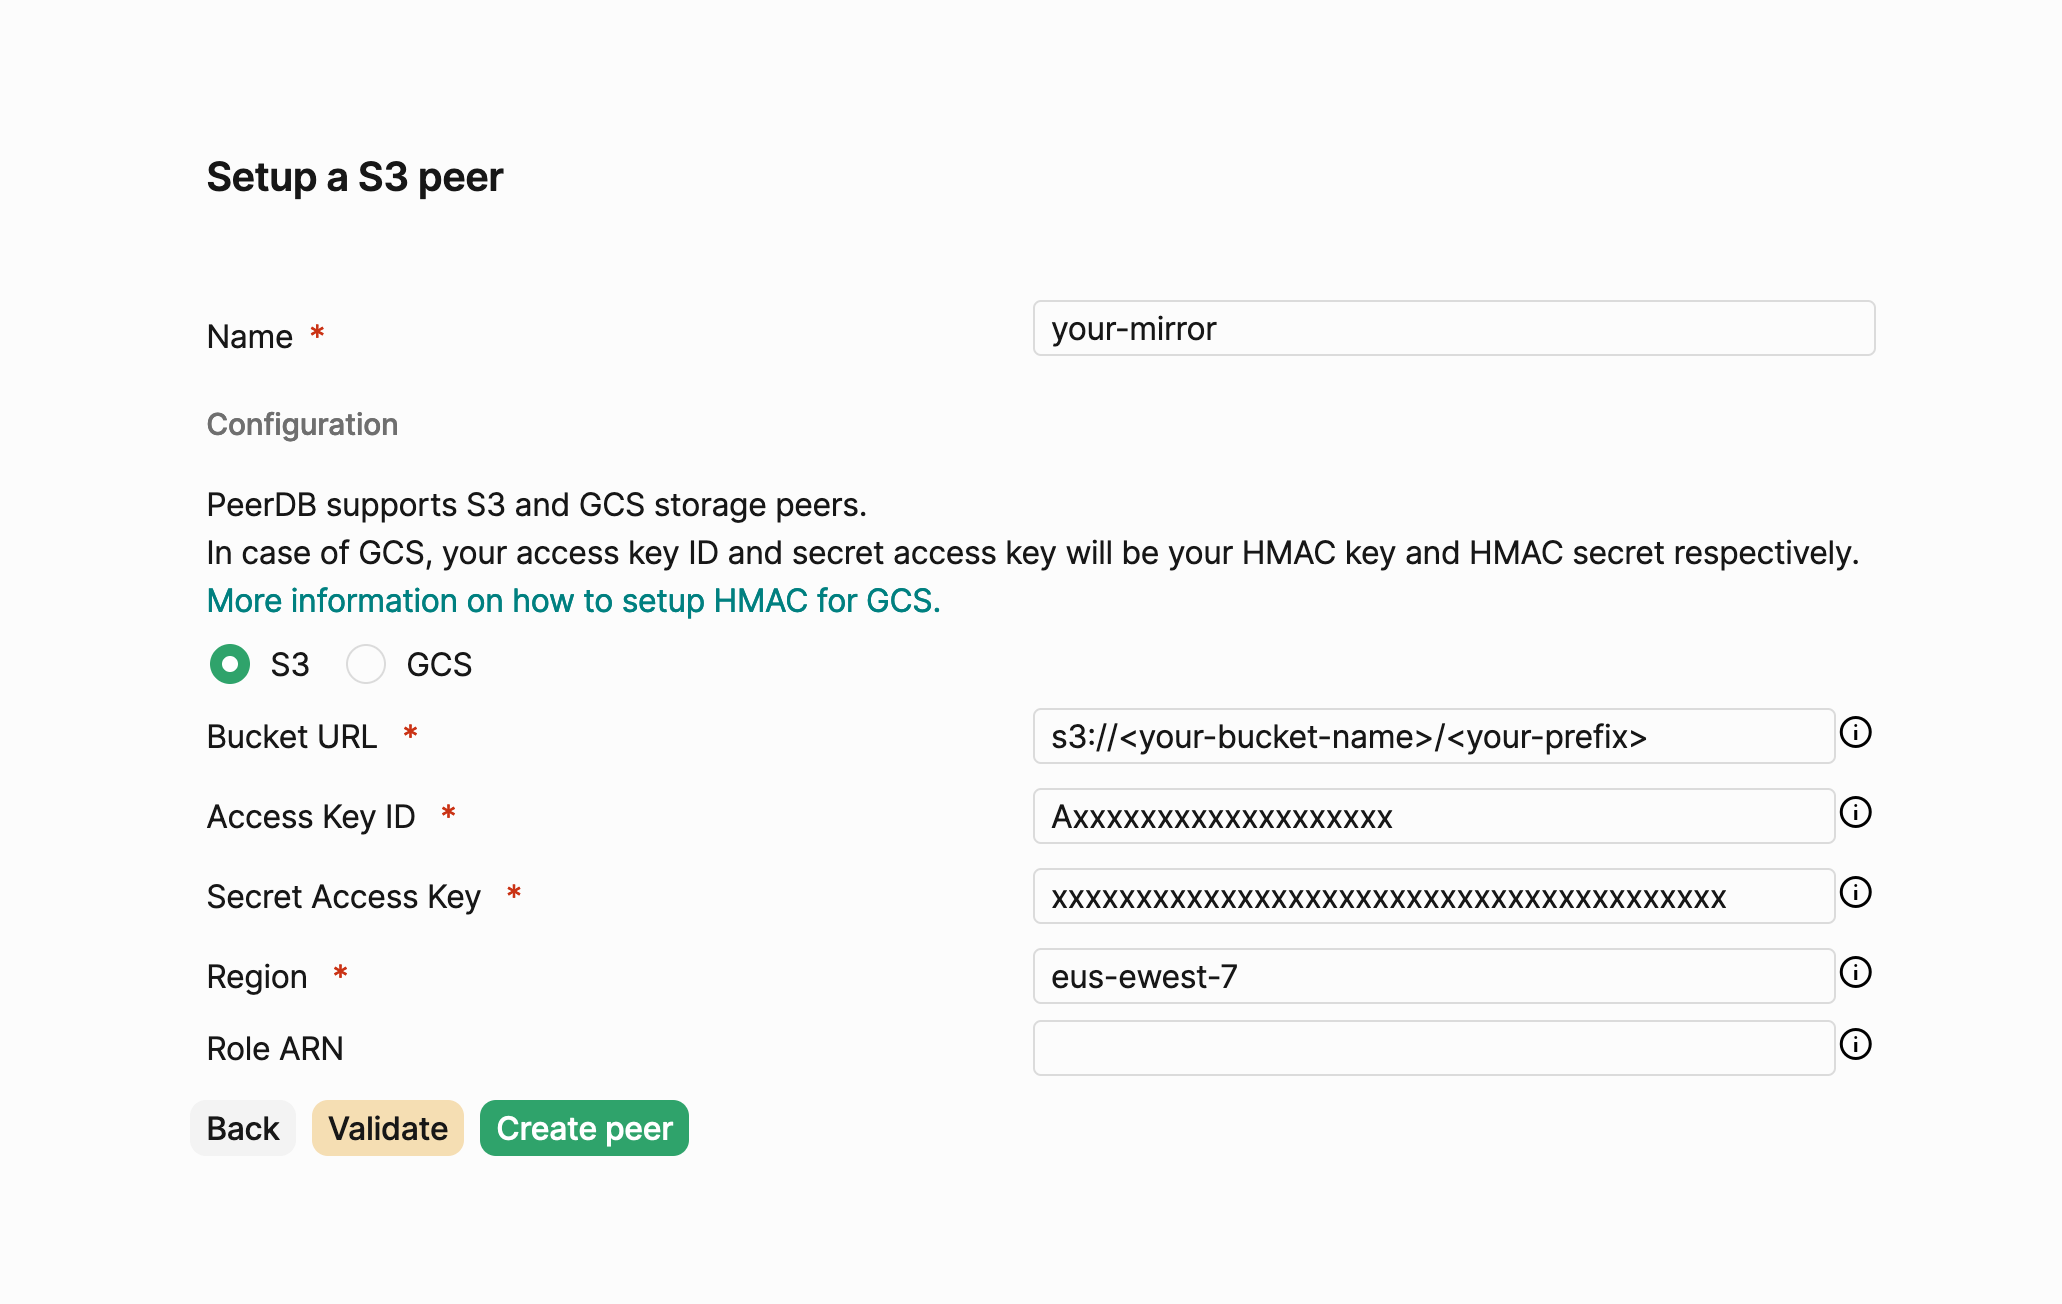 Setup a S3 peer
Name *
your-mirror
Configuration
PeerDB supports S3 and GCS storage peers.
In case of GCS, your access key ID and secret access key will be your HMAC key and HMAC secret respectively.
More information on how to setup HMAC for GCS.
S3 GCS
Bucket URL *
s3://<your-bucket-name>/<your-prefix>
Access Key ID *
Axxxxxxxxxxxxxxxxxxx
Secret Access Key *
xxxxxxxxxxxxxxxxxxxxxxxxxxxxxxxxxxxxxxxx
Region *
eus-ewest-7
Role ARN
Back Validate Create peer